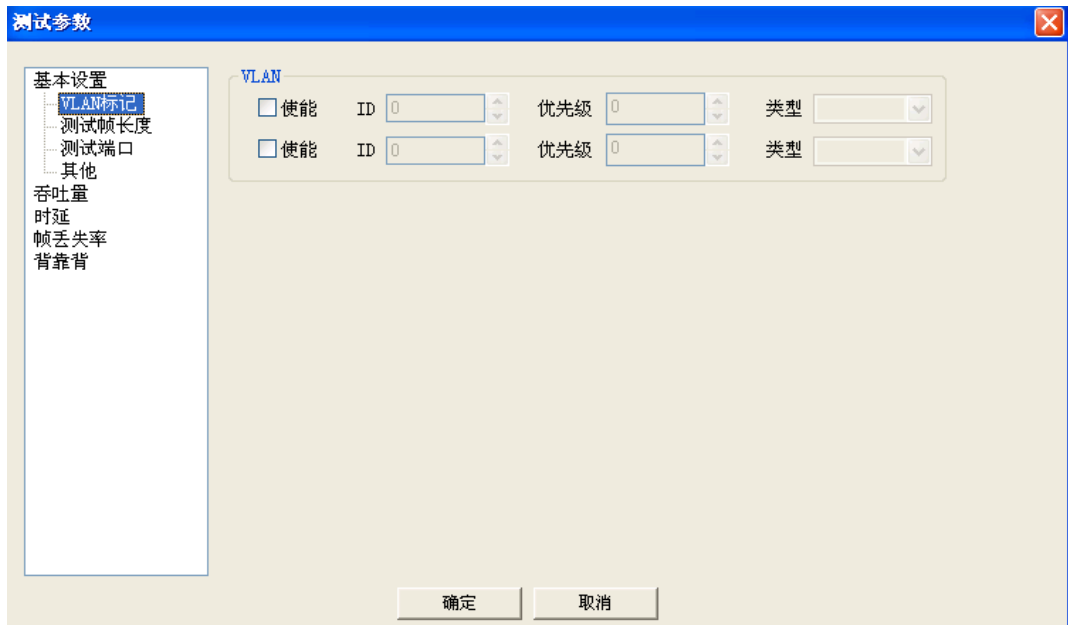 测试参数
基本设置
VLAN标记
测试帧长度
测试端口
其他
吞吐量
时延
帧丢失率
背靠背
VLAN
使能 ID 0 优先级 0 类型
使能 ID 0 优先级 0 类型
确定 取消